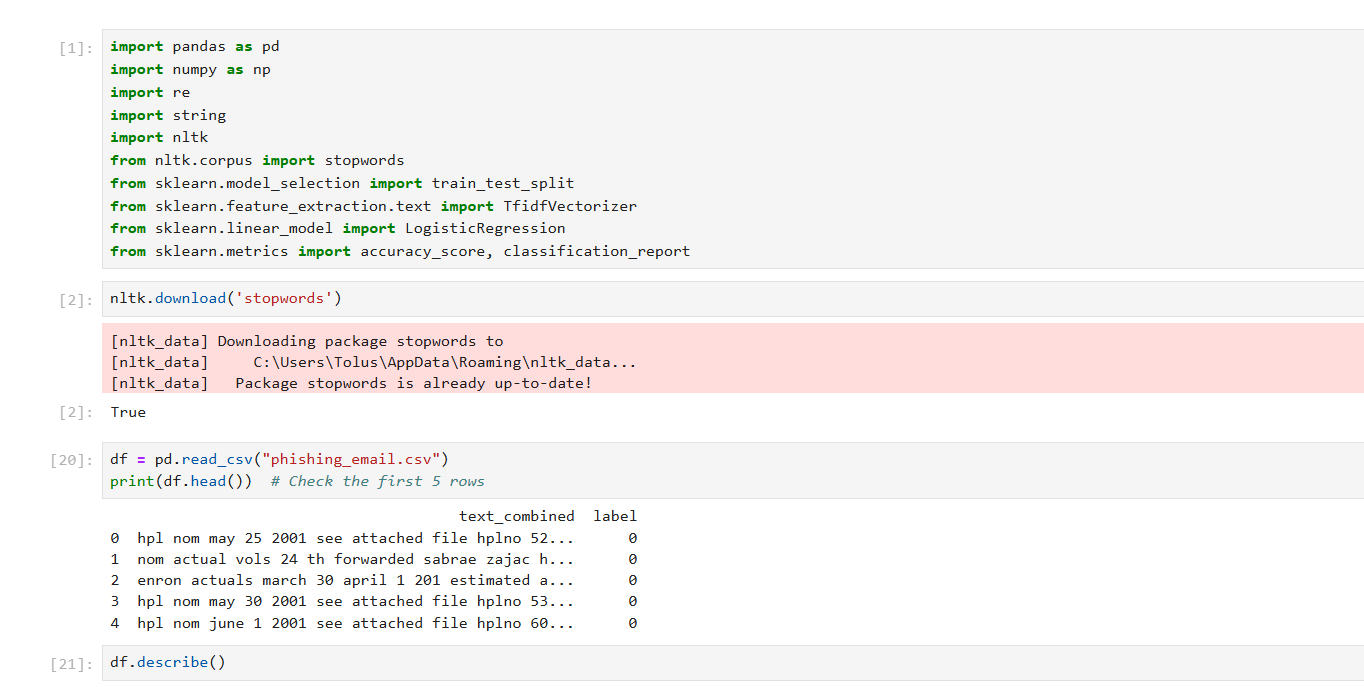 [1]: import pandas as pd
import numpy as np
import re
import string
import nltk
from nltk.corpus import stopwords
from sklearn.model_selection import train_test_split
from sklearn.feature_extraction.text import TfidfVectorizer
from sklearn.linear_model import LogisticRegression
from sklearn.metrics import accuracy_score, classification_report
[2]: nltk.download('stopwords')
[nltk_data] Downloading package stopwords to
[nltk_data]     C:\Users\Tolus\AppData\Roaming\nltk_data...
[nltk_data]   Package stopwords is already up-to-date!
[2]: True
[20]: df = pd.read_csv("phishing_email.csv")
print(df.head())  # Check the first 5 rows
text_combined  label
0  hpl nom may 25 2001 see attached file hplno 52...      0
1  nom actual vols 24 th forwarded sabrae zajac h...      0
2  enron actuals march 30 april 1 201 estimated a...      0
3  hpl nom may 30 2001 see attached file hplno 53...      0
4  hpl nom june 1 2001 see attached file hplno 60...      0
[21]: df.describe()